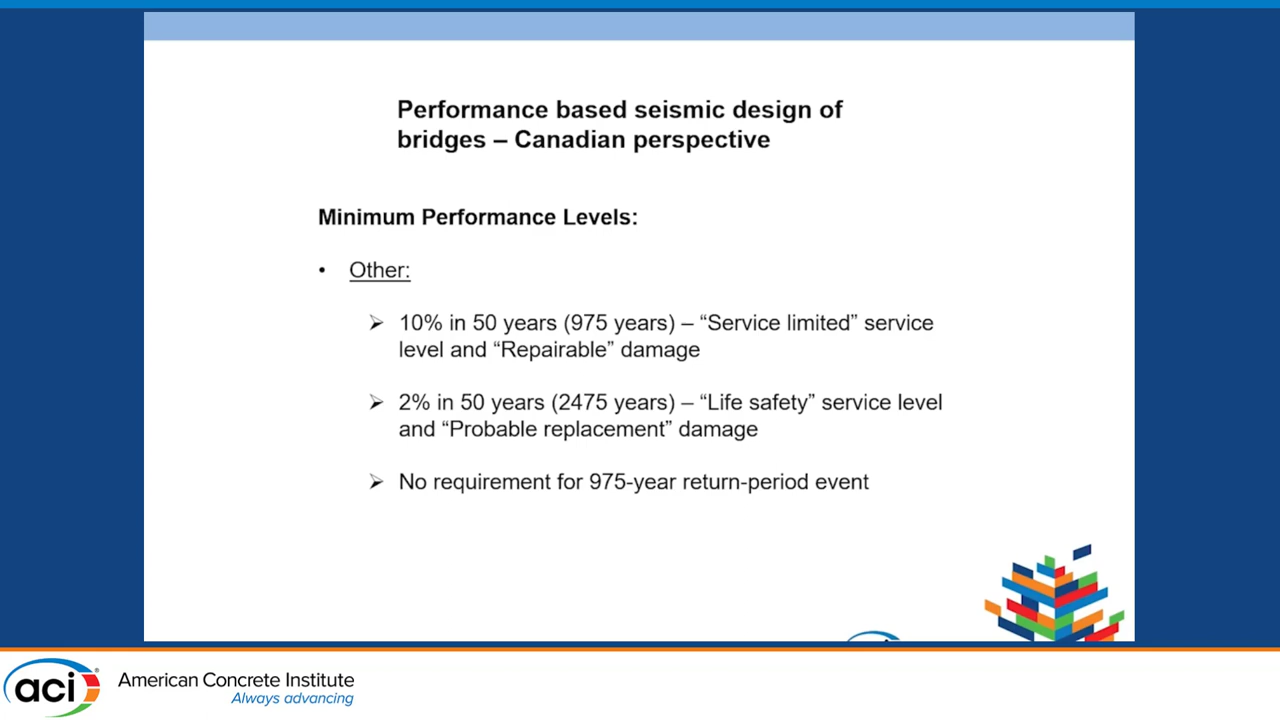 Performance based seismic design of
bridges – Canadian perspective
Minimum Performance Levels:
• Other:
➢ 10% in 50 years (975 years) – “Service limited” service
level and “Repairable” damage
➢ 2% in 50 years (2475 years) – “Life safety” service level
and “Probable replacement” damage
➢ No requirement for 975-year return-period event
aci®
American Concrete Institute
Always advancing